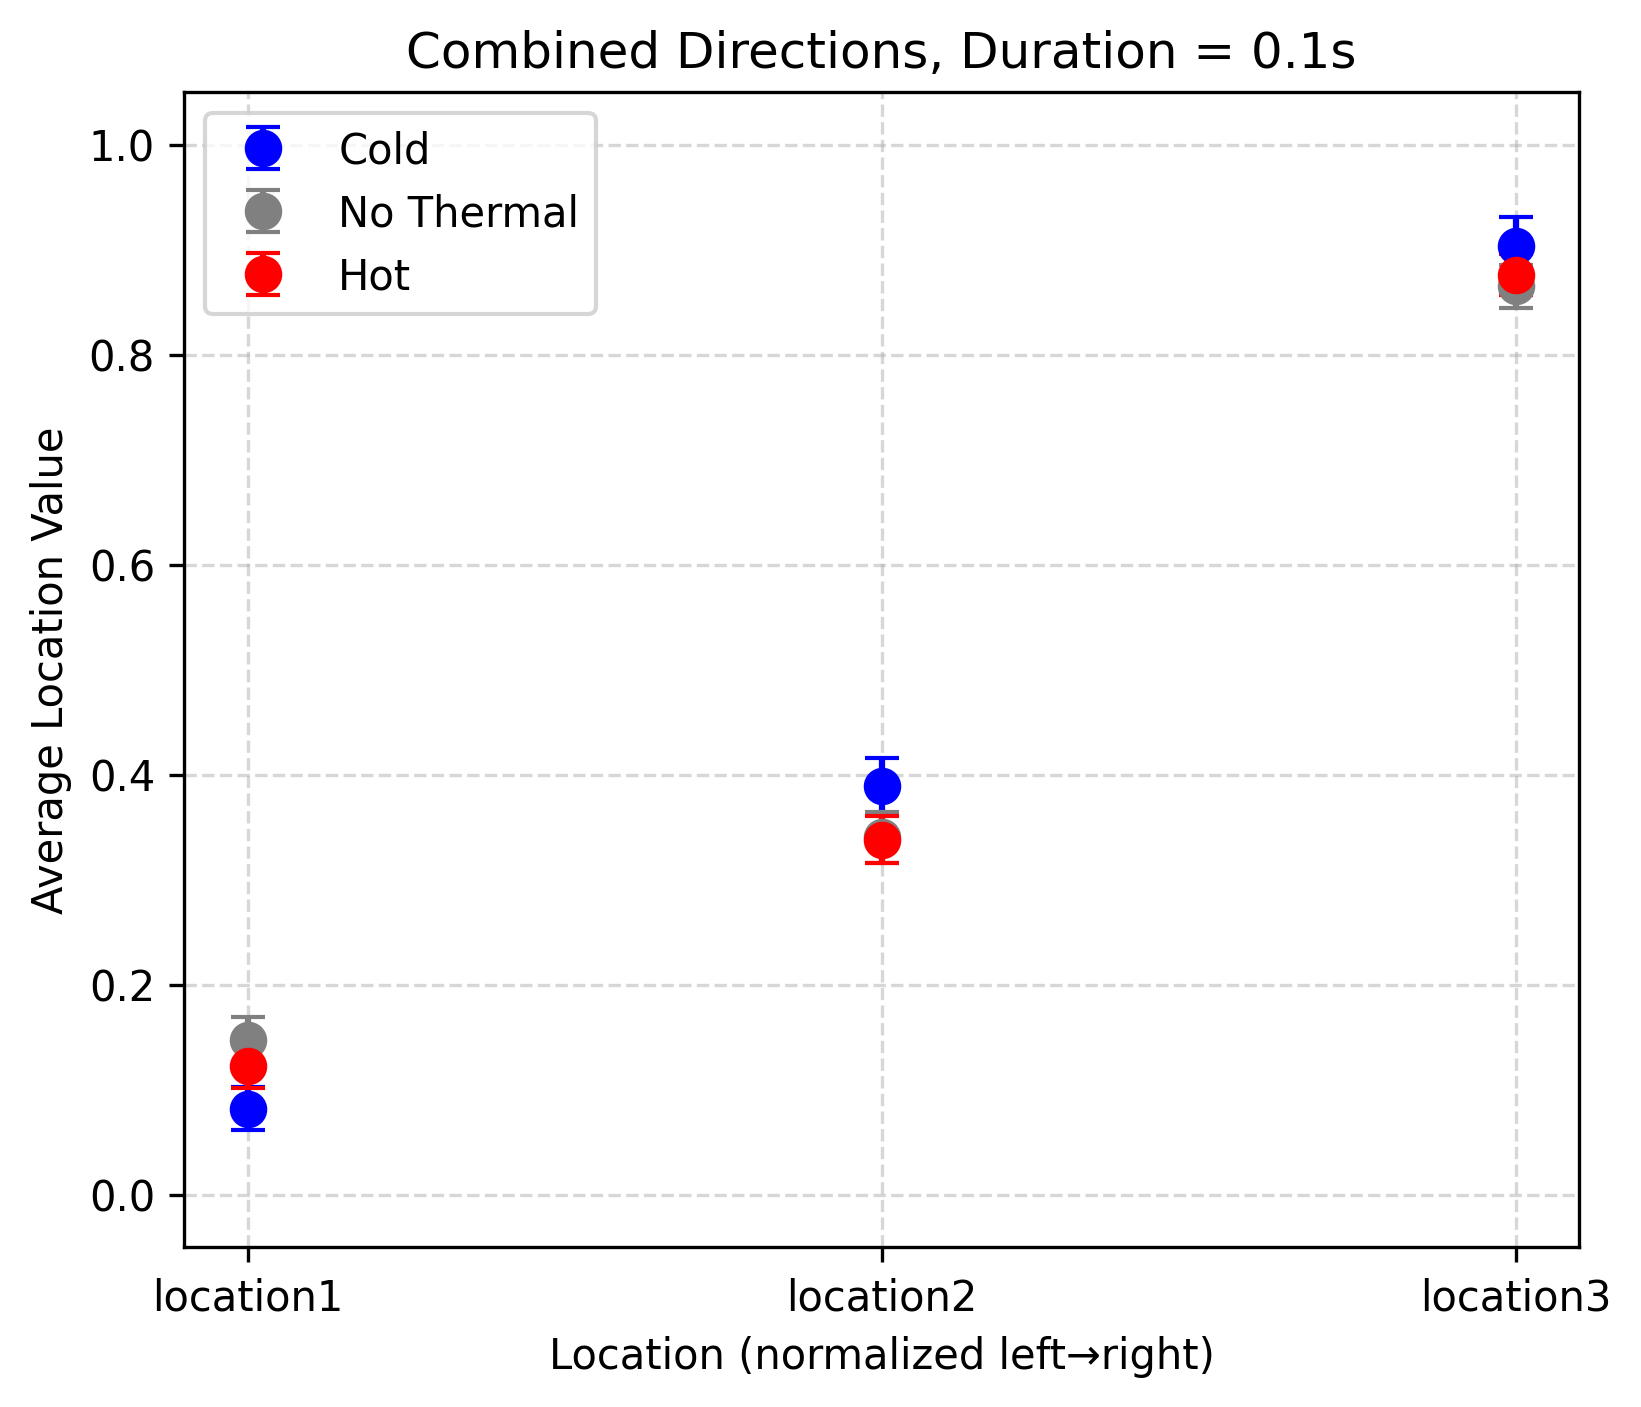 Combined Directions, Duration = 0.1s
Cold
No Thermal
Hot
1.0
0.8
0.6
0.4
0.2
0.0
Average Location Value
location1 location2 location3
Location (normalized left→right)